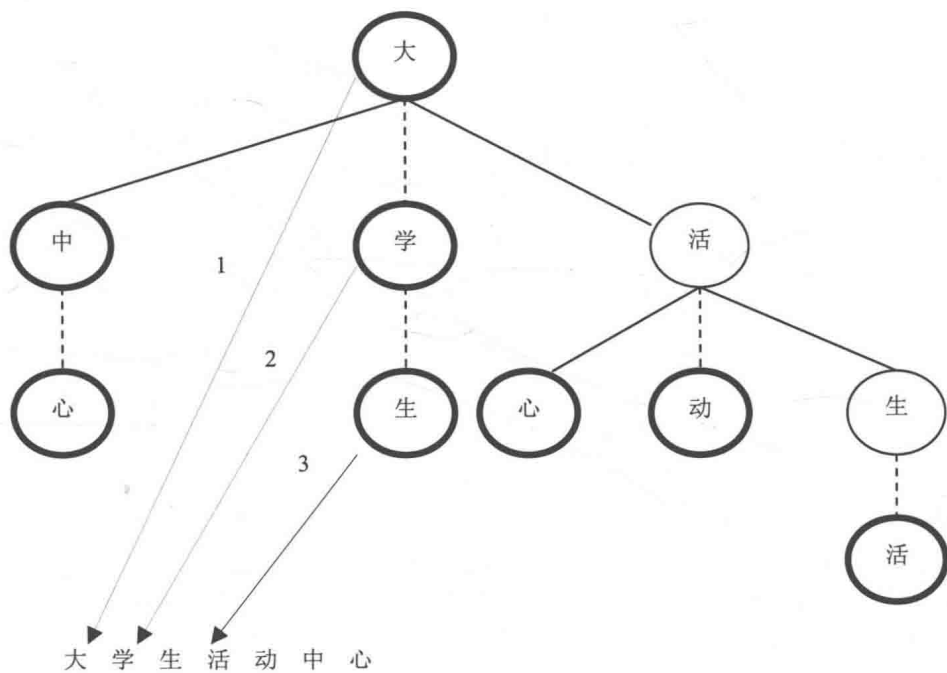 大
中 学 活
1
2
心 生 心 动 生
3
活
大 学 生 活 动 中 心